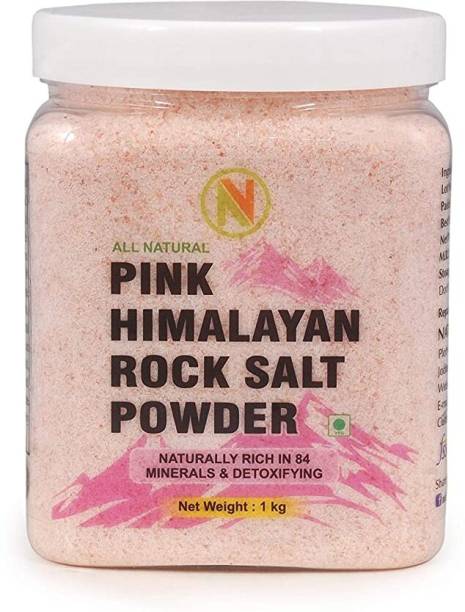 N
ALL NATURAL
PINK
HIMALAYAN
ROCK SALT
POWDER
NATURALLY RICH IN 84
MINERALS & DETOXIFYING
Net Weight : 1 kg